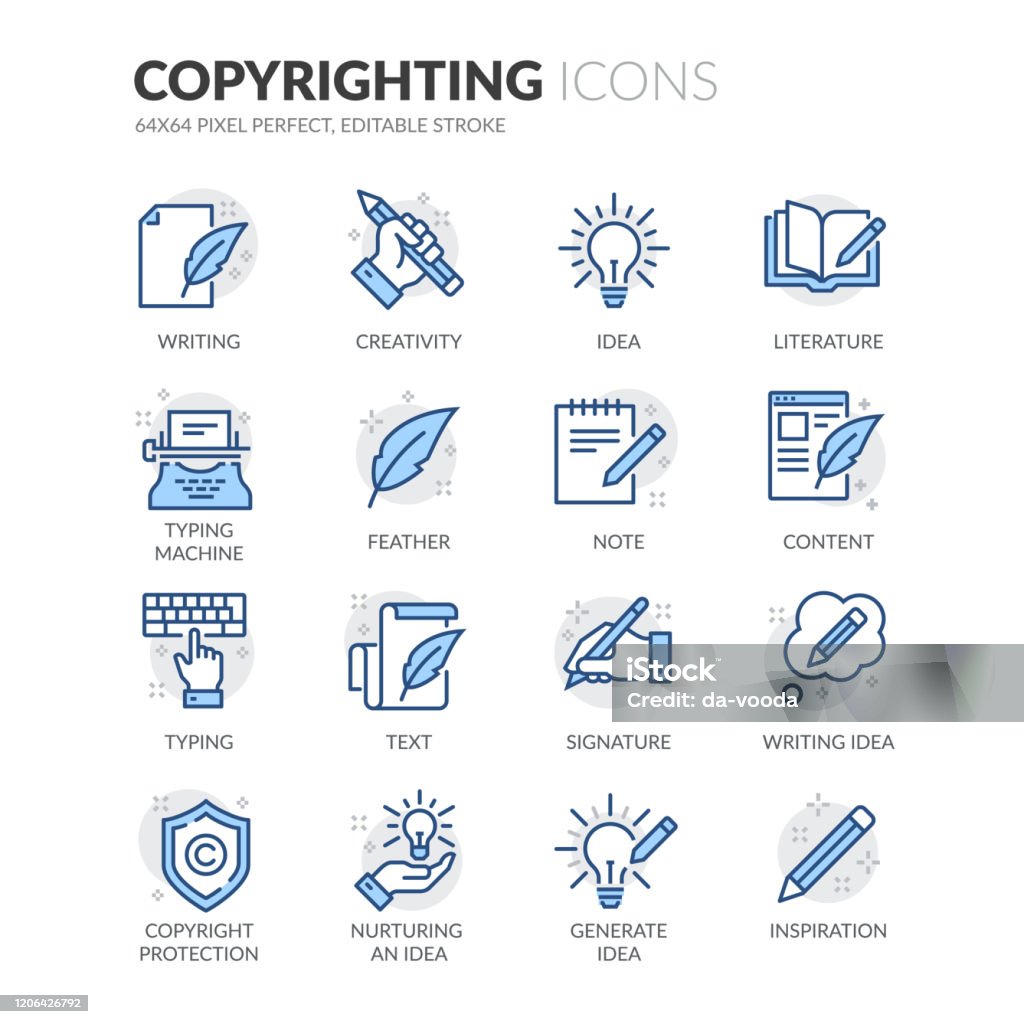 COPYRIGHTING ICONS
64X64 PIXEL PERFECT, EDITABLE STROKE
WRITING
CREATIVITY
IDEA
LITERATURE
TYPING
MACHINE
FEATHER
NOTE
CONTENT
TYPING
TEXT
SIGNATURE
WRITING IDEA
iStock™
Credit: da-vooda
C
COPYRIGHT
PROTECTION
NURTURING
AN IDEA
GENERATE
IDEA
INSPIRATION
1206426792